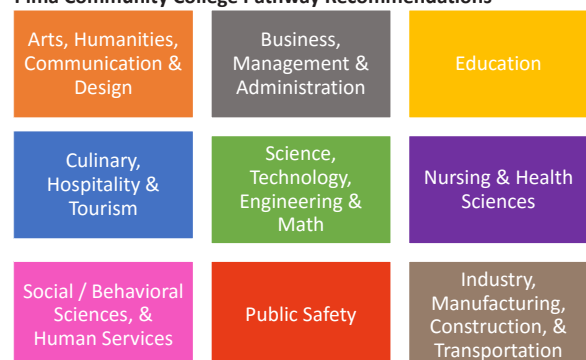 Pima Community College Pathway Recommendations
Arts, Humanities,
Communication &
Design
Business,
Management &
Administration
Education
Culinary,
Hospitality &
Tourism
Science,
Technology,
Engineering &
Math
Nursing & Health
Sciences
Social / Behavioral
Sciences, &
Human Services
Public Safety
Industry,
Manufacturing,
Construction, &
Transportation